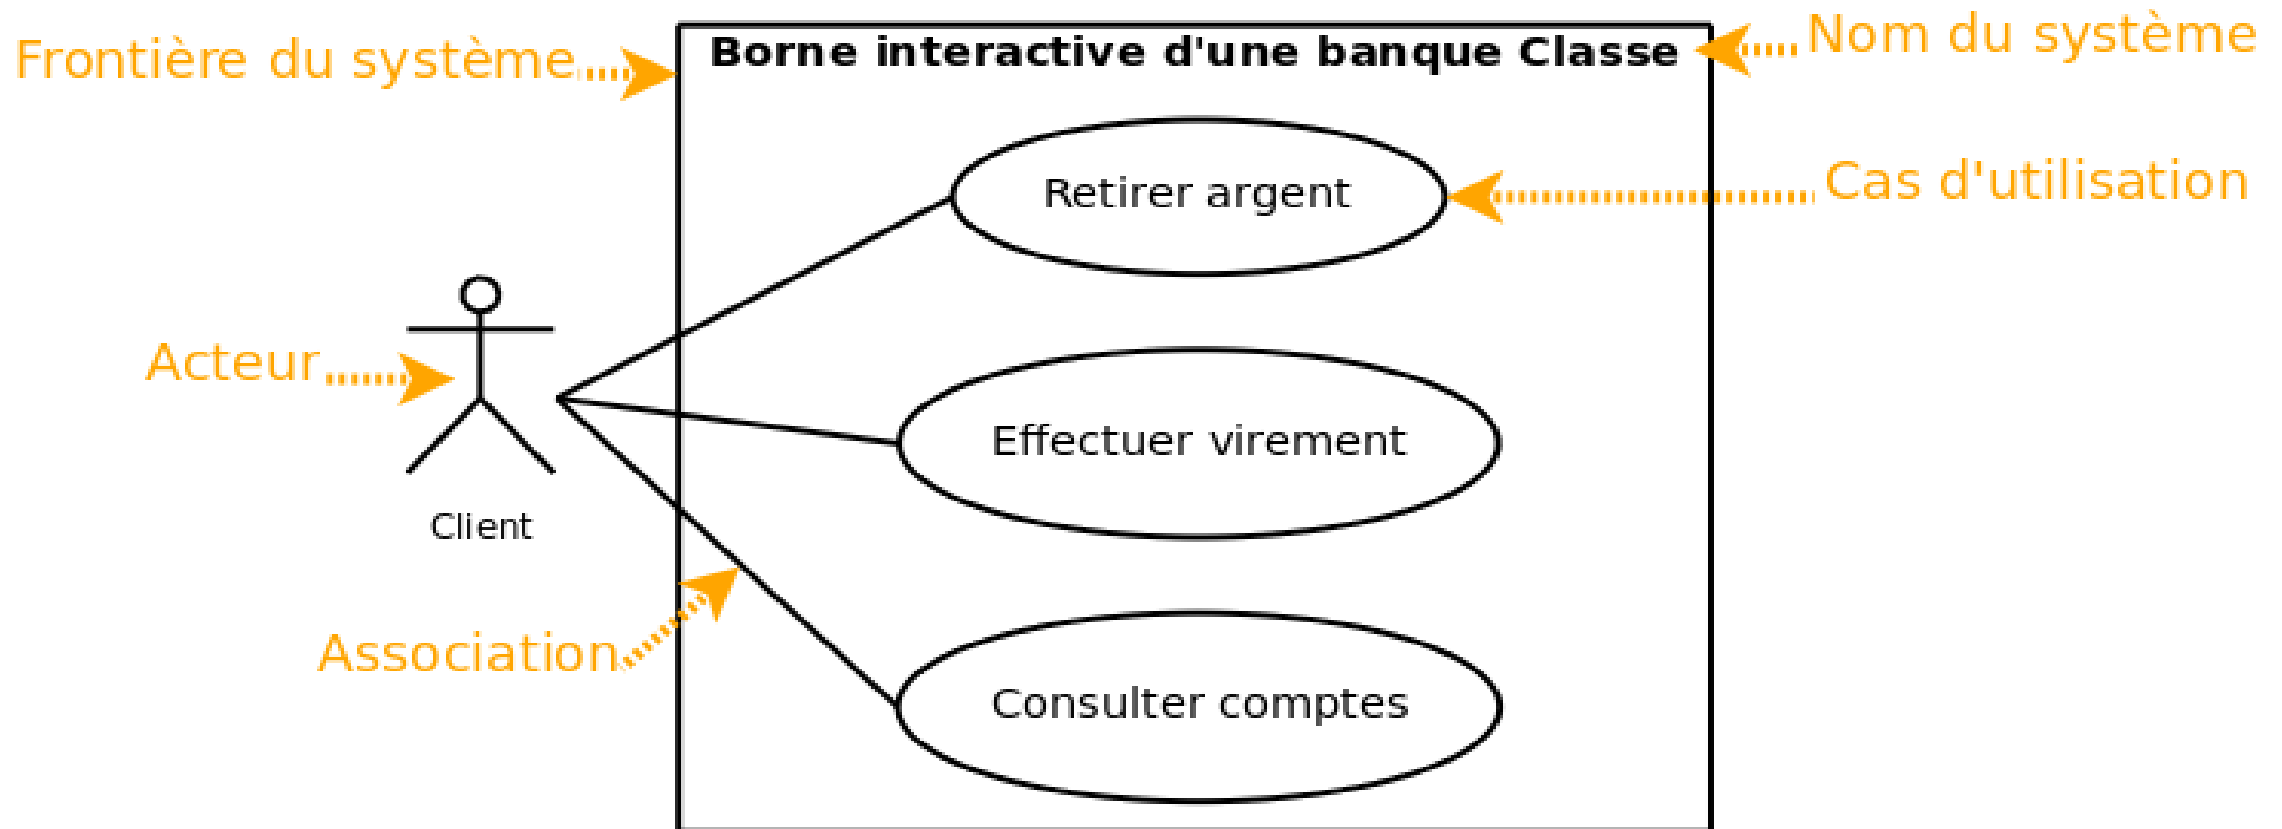 Nom du système
Frontière du système
Borne interactive d'une banque Classe
Cas d'utilisation
Retirer argent
Acteur
Effectuer virement
Client
Association
Consulter comptes